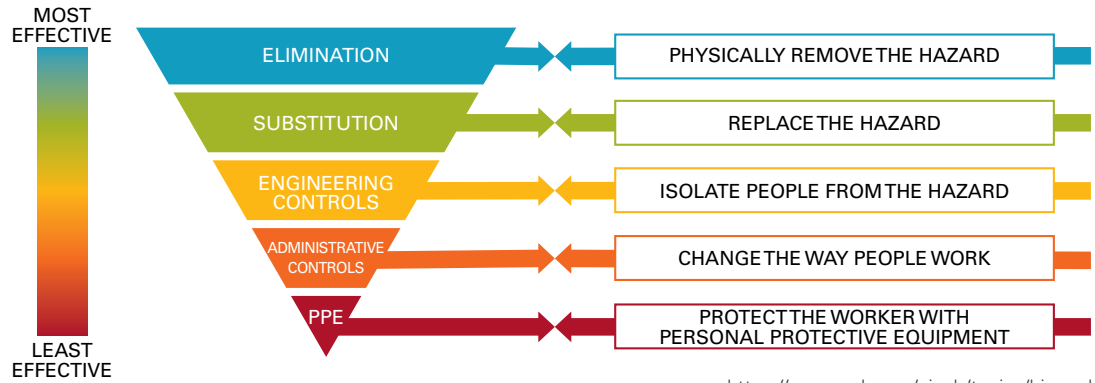 MOST
EFFECTIVE
ELIMINATION
PHYSICALLY REMOVE THE HAZARD
SUBSTITUTION
REPLACE THE HAZARD
ENGINEERING
CONTROLS
ISOLATE PEOPLE FROM THE HAZARD
ADMINISTRATIVE
CONTROLS
CHANGE THE WAY PEOPLE WORK
PPE
PROTECT THE WORKER WITH
PERSONAL PROTECTIVE EQUIPMENT
LEAST
EFFECTIVE